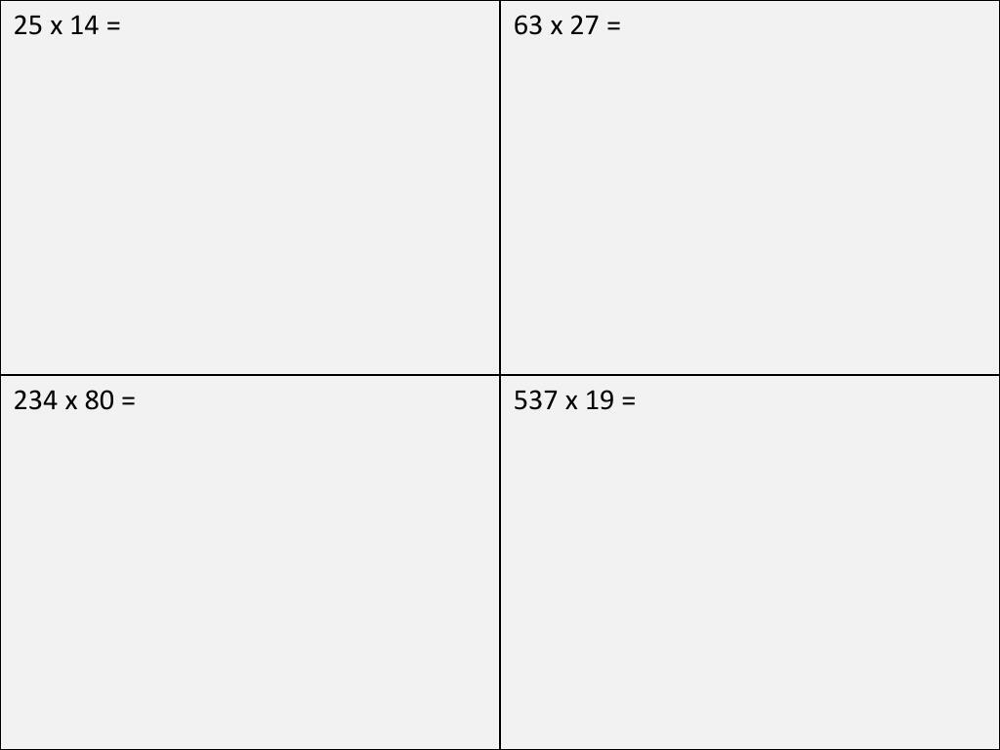 25 x 14 =
63 x 27 =
234 x 80 =
537 x 19 =